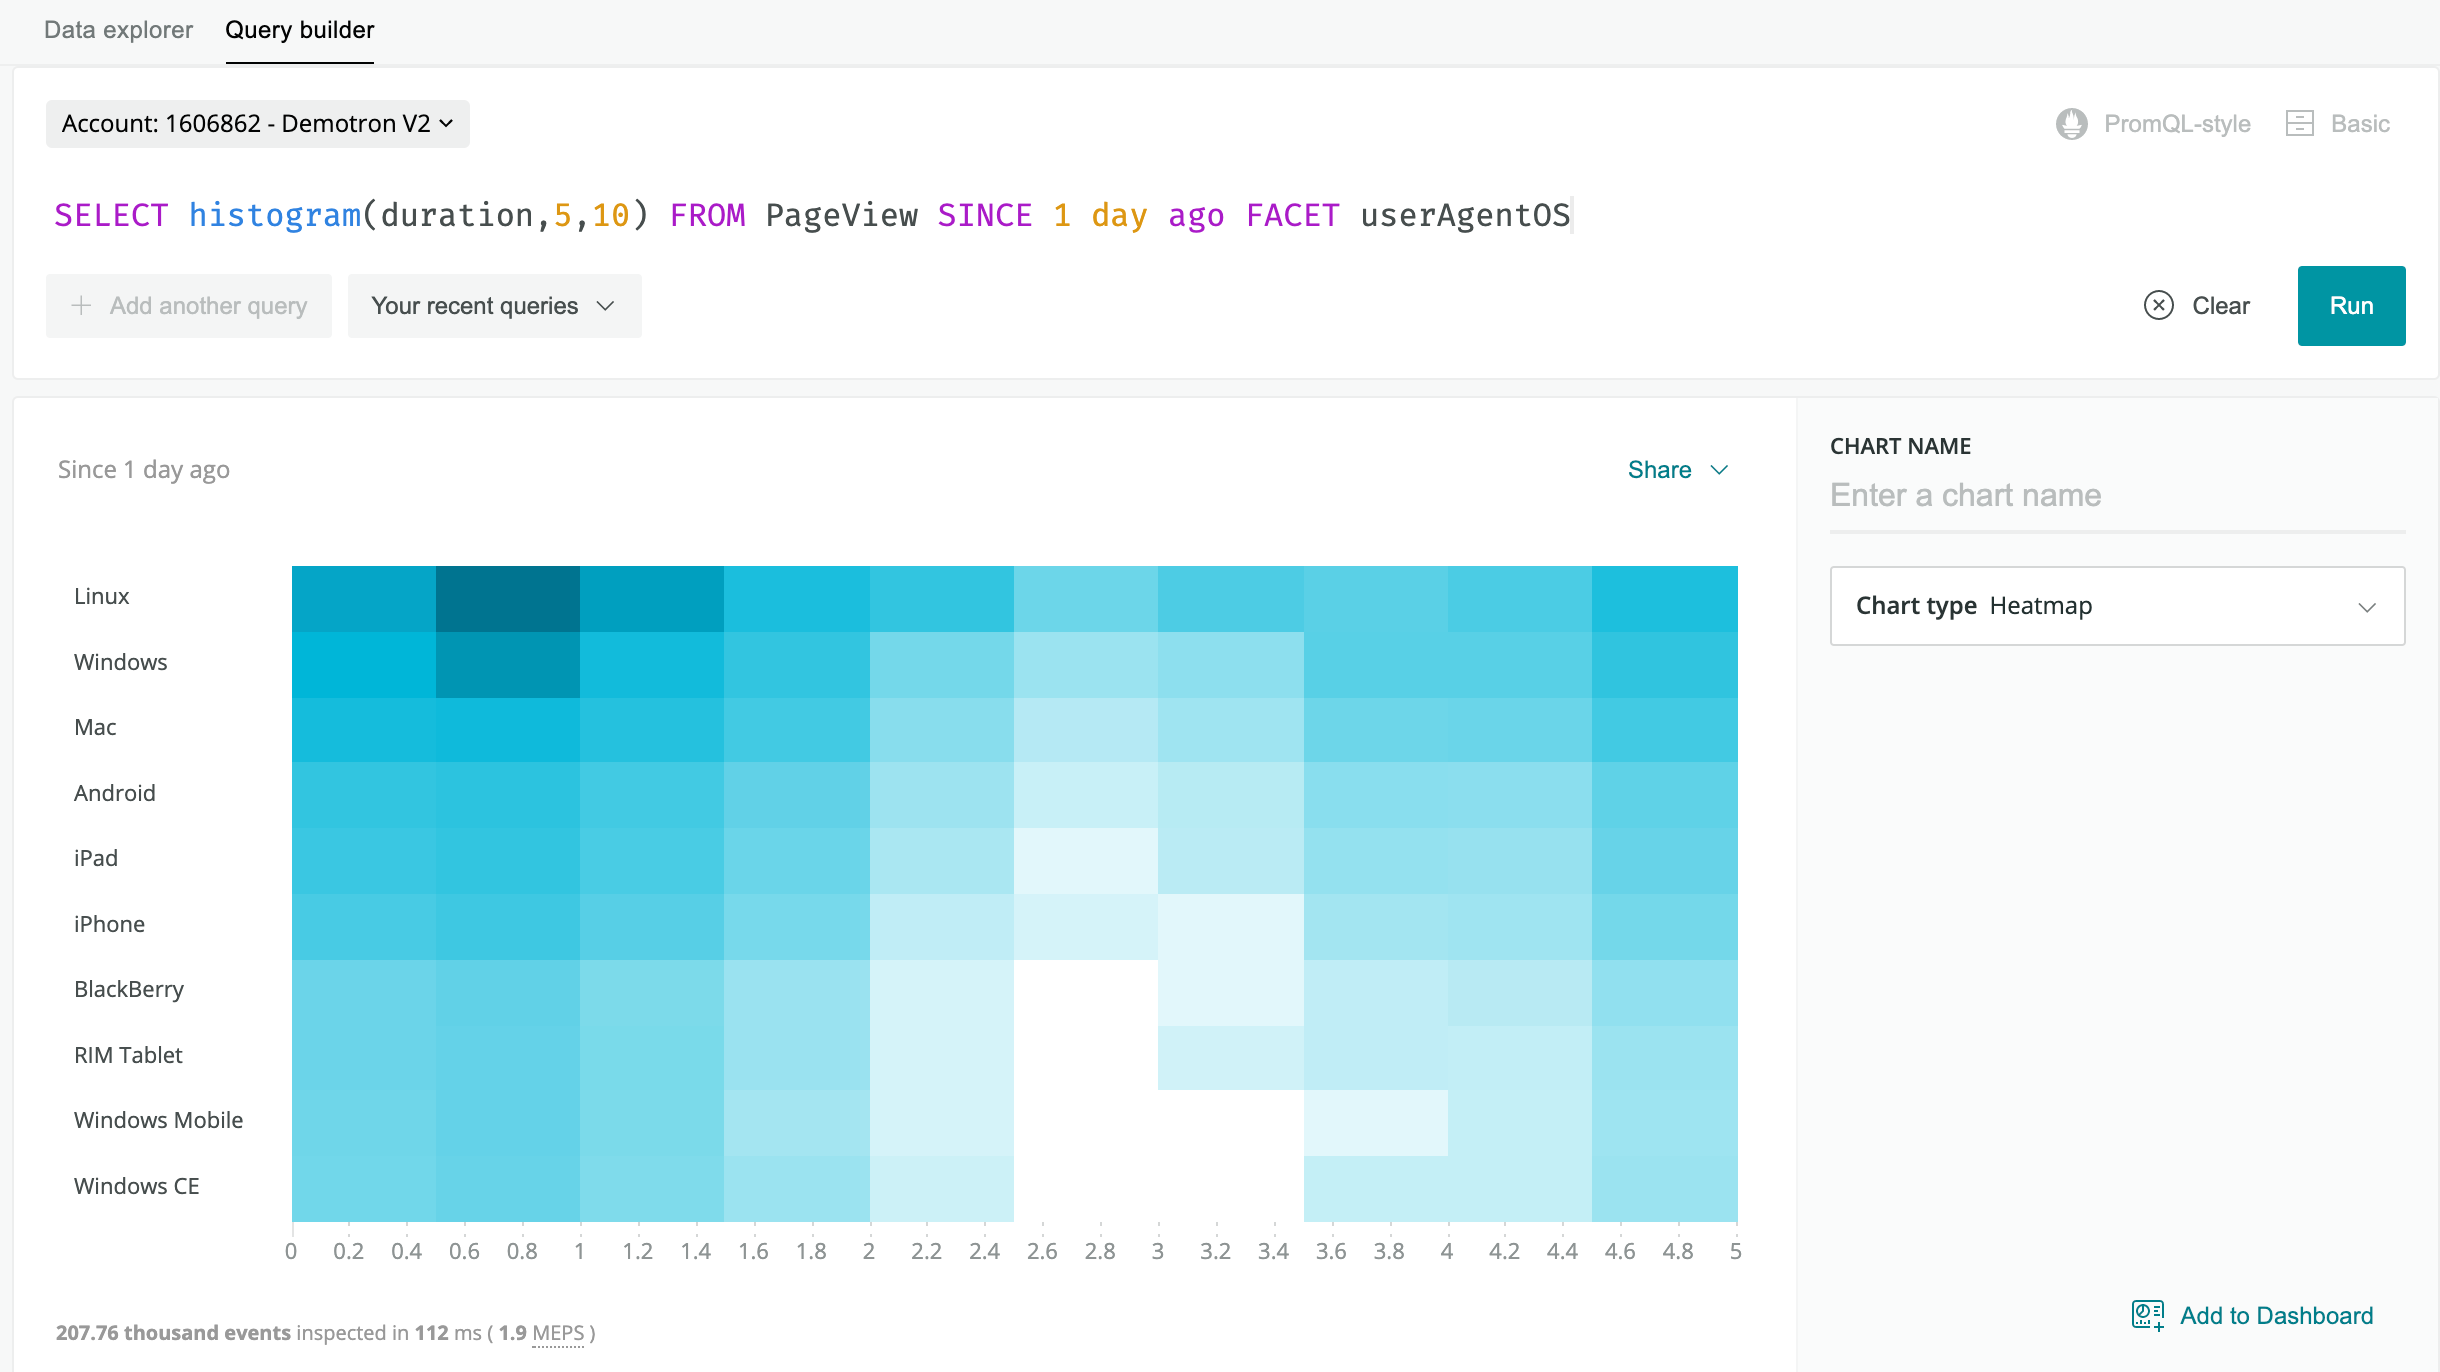 Data explorer Query builder
Account: 1606862 - Demotron V2 PromQL-style Basic
SELECT histogram(duration,5,10) FROM PageView SINCE 1 day ago FACET userAgentOS
Add another query Your recent queries Clear Run
Since 1 day ago Share
CHART NAME
Enter a chart name
Chart type Heatmap
Linux
Windows
Mac
Android
iPad
iPhone
BlackBerry
RIM Tablet
Windows Mobile
Windows CE
0 0.2 0.4 0.6 0.8 1 1.2 1.4 1.6 1.8 2 2.2 2.4 2.6 2.8 3 3.2 3.4 3.6 3.8 4 4.2 4.4 4.6 4.8 5
207.76 thousand events inspected in 112 ms ( 1.9 MEPS )
Add to Dashboard